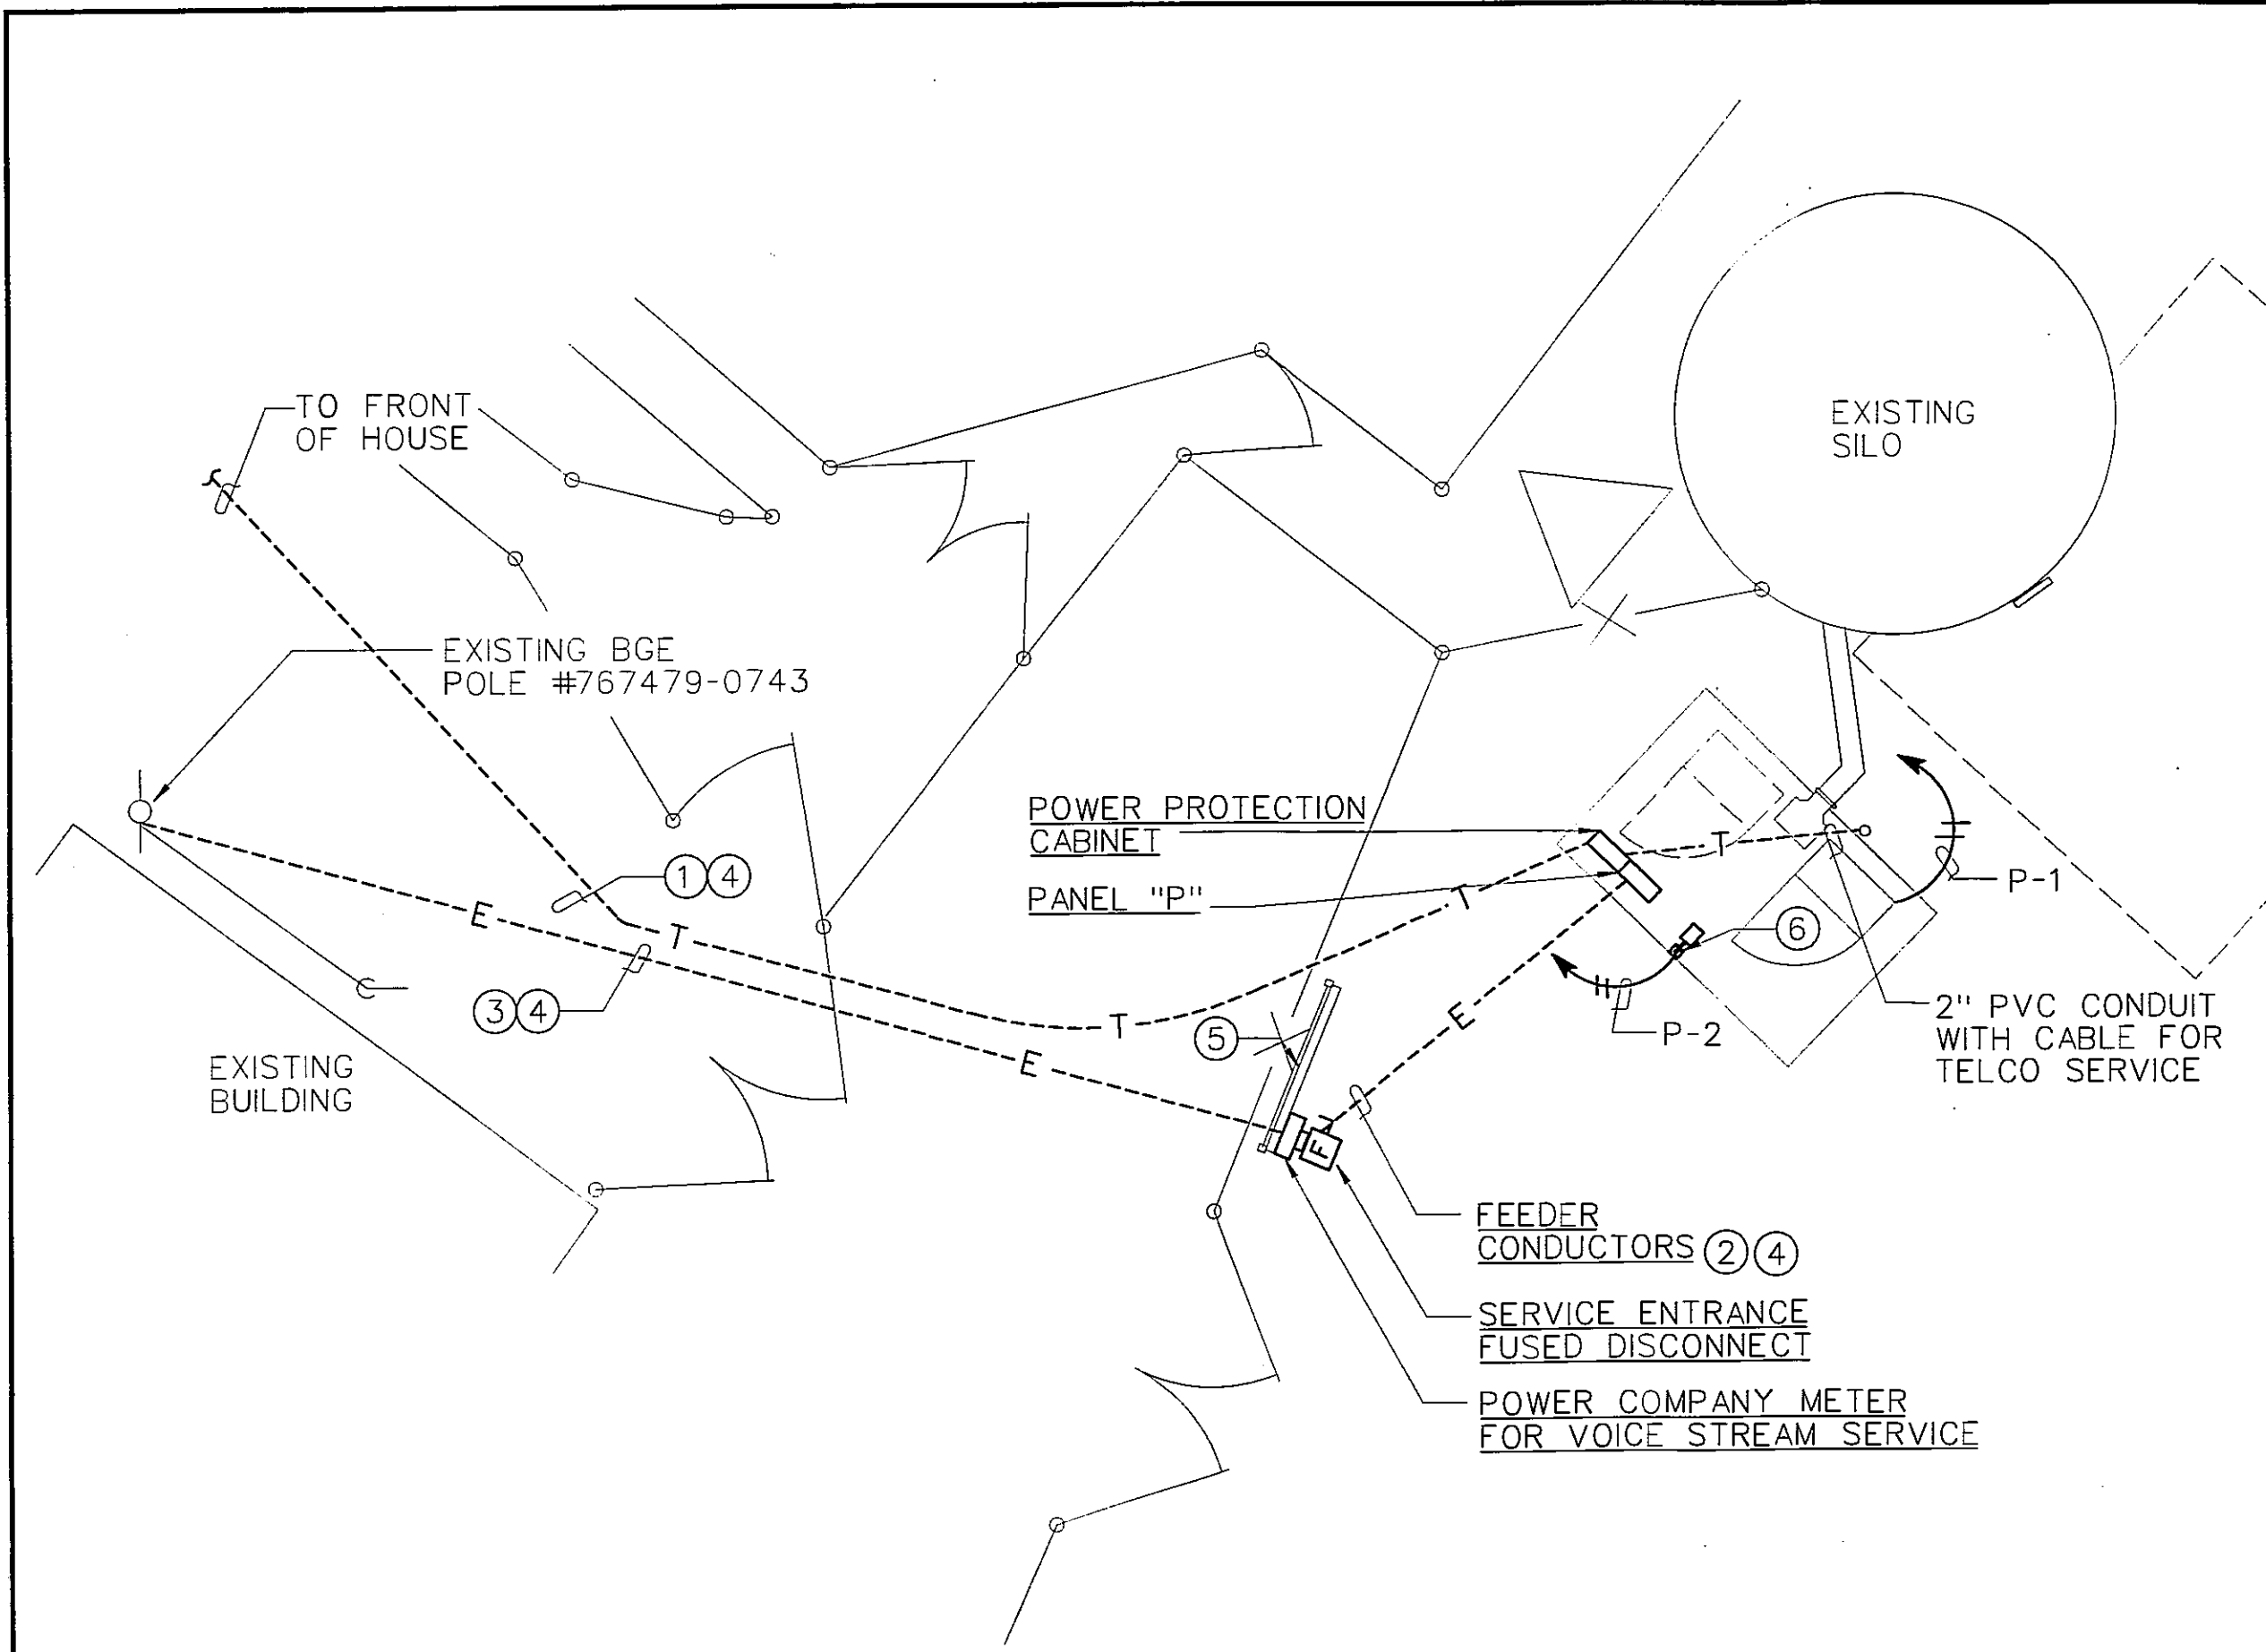 TO FRONT
OF HOUSE
EXISTING
SILO
EXISTING BGE
POLE #767479-0743
POWER PROTECTION
CABINET
T
1 4
PANEL "P"
T
P-1
E
T
6
3 4
2" PVC CONDUIT
WITH CABLE FOR
TELCO SERVICE
E
T
5
P-2
E
EXISTING
BUILDING
F
FEEDER
CONDUCTORS 2 4
SERVICE ENTRANCE
FUSED DISCONNECT
POWER COMPANY METER
FOR VOICE STREAM SERVICE